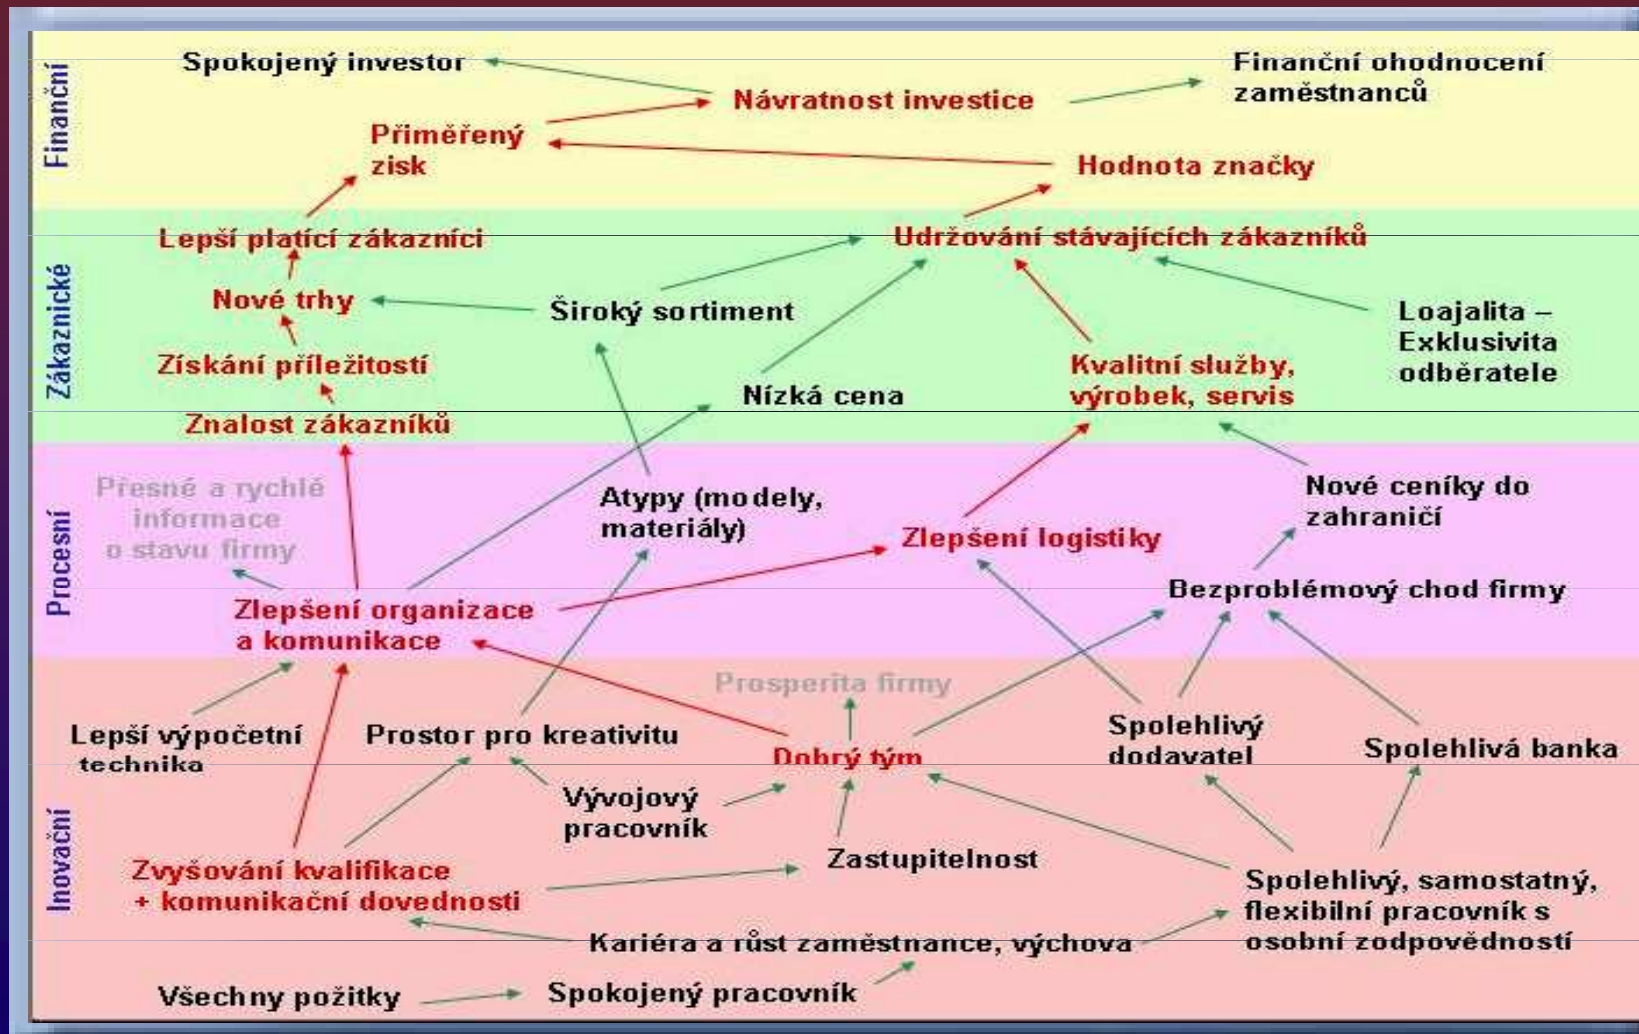 Finanční
Spokojený investor
Návratnost investice
Finanční ohodnocení
zaměstnanců
Přiměřený
zisk
Hodnota značky
Zákaznické
Lepší platící zákazníci
Udržování stávajících zákazníků
Nové trhy
Široký sortiment
Loajalita –
Exklusivita
odběratele
Získání příležitostí
Kvalitní služby,
výrobek, servis
Nízká cena
Znalost zákazníků
Procesní
Přesné a rychlé
informace
o stavu firmy
Atypy (modely,
materiály)
Nové ceníky do
zahraničí
Zlepšení logistiky
Bezproblémový chod firmy
Zlepšení organizace
a komunikace
Inovační
Prosperita firmy
Lepší výpočetní
technika
Prostor pro kreativitu
Dobrý tým
Spolehlivý
dodavatel
Spolehlivá banka
Vývojový
pracovník
Zastupitelnost
Zvyšování kvalifikace
+ komunikační dovednosti
Spolehlivý, samostatný,
flexibilní pracovník s
osobní zodpovědností
Kariéra a růst zaměstnance, výchova
Všechny požitky
Spokojený pracovník